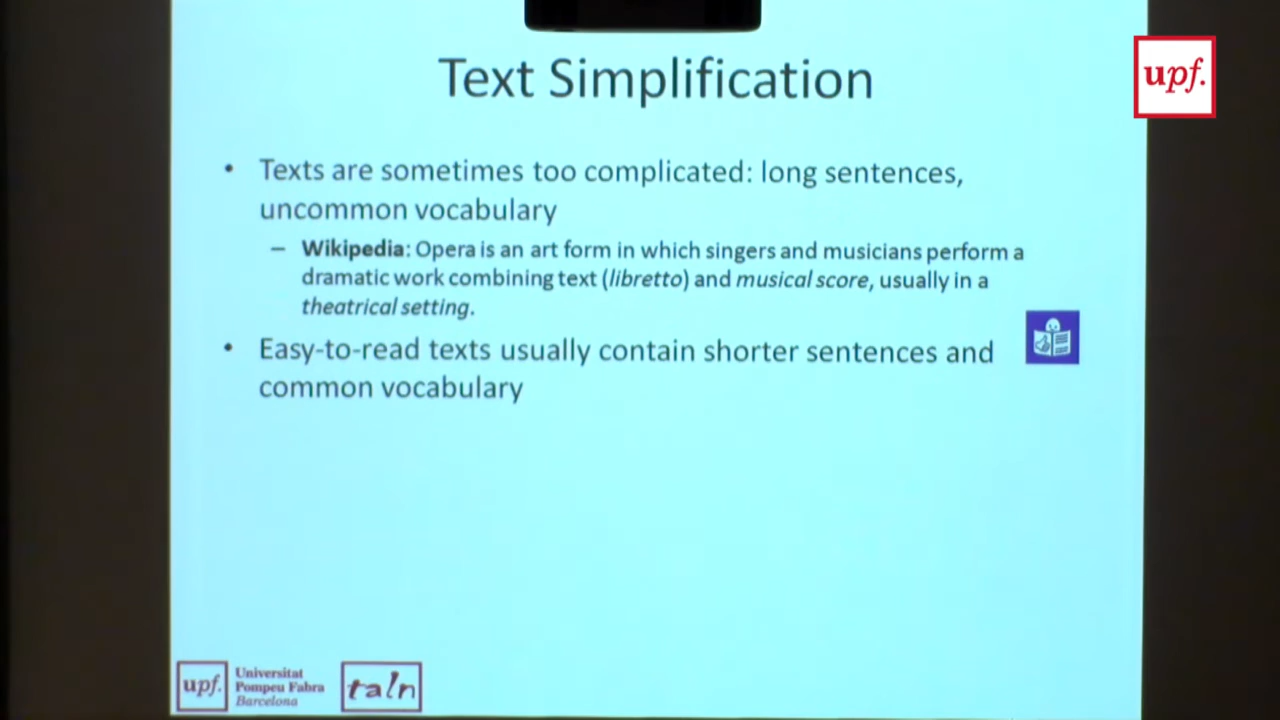 upf.
Text Simplification
• Texts are sometimes too complicated: long sentences,
uncommon vocabulary
– Wikipedia: Opera is an art form in which singers and musicians perform a
dramatic work combining text (libretto) and musical score, usually in a
theatrical setting.
• Easy-to-read texts usually contain shorter sentences and
common vocabulary
upf.
Universitat
Pompeu Fabra
Barcelona
taln